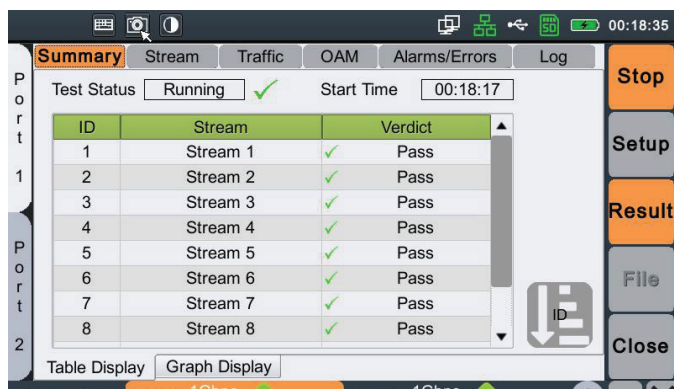 00:18:35
Summary Stream Traffic OAM Alarms/Errors Log
Port 1
Port 2
Test Status Running Start Time 00:18:17
ID Stream Verdict
1 Stream 1 Pass
2 Stream 2 Pass
3 Stream 3 Pass
4 Stream 4 Pass
5 Stream 5 Pass
6 Stream 6 Pass
7 Stream 7 Pass
8 Stream 8 Pass
ID
Table Display Graph Display
Stop
Setup
Result
File
Close
SD